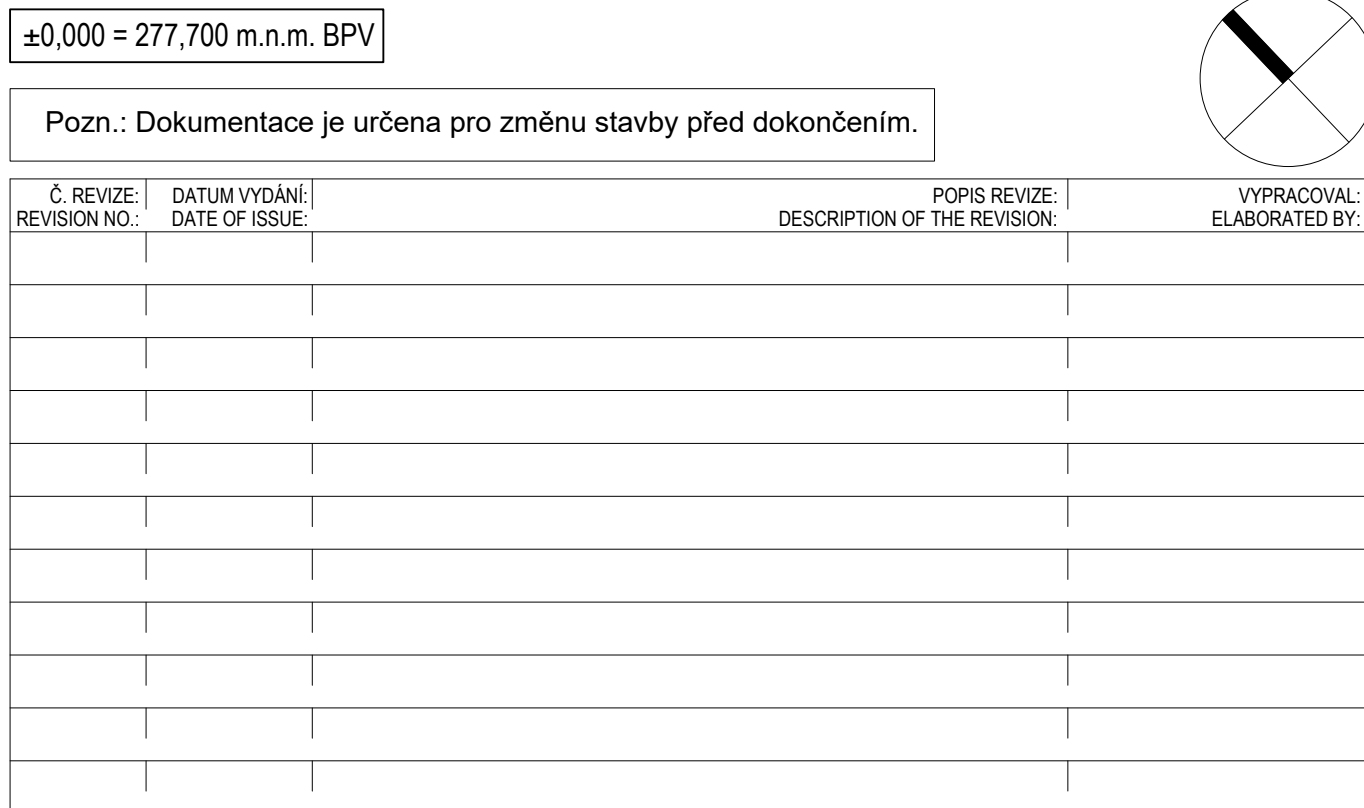 ±0,000 = 277,700 m.n.m. BPV
Pozn.: Dokumentace je určena pro změnu stavby před dokončením.
Č. REVIZE: DATUM VYDÁNÍ: POPIS REVIZE: VYPRACOVAL:
REVISION NO.: DATE OF ISSUE: DESCRIPTION OF THE REVISION: ELABORATED BY: